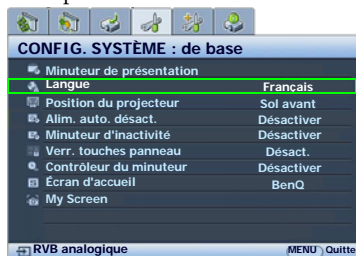 CONFIG. SYSTÈME : de base
Minuteur de présentation
Langue Français
Position du projecteur Sol avant
Alim. auto. désact. Désactiver
Minuteur d'inactivité Désactiver
Verr. touches panneau Désact.
Contrôleur du minuteur Désactiver
Écran d'accueil BenQ
My Screen
RVB analogique MENU Quitte